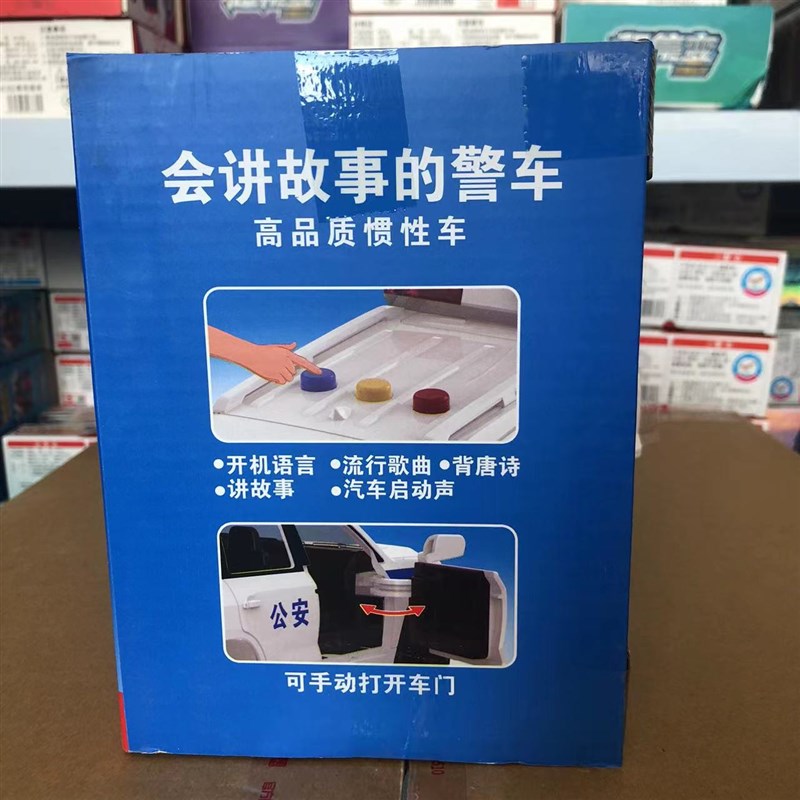 会讲故事的警车
高品质惯性车
●开机语言 ●流行歌曲 ●背唐诗
●讲故事 ●汽车启动声
公安
可手动打开车门